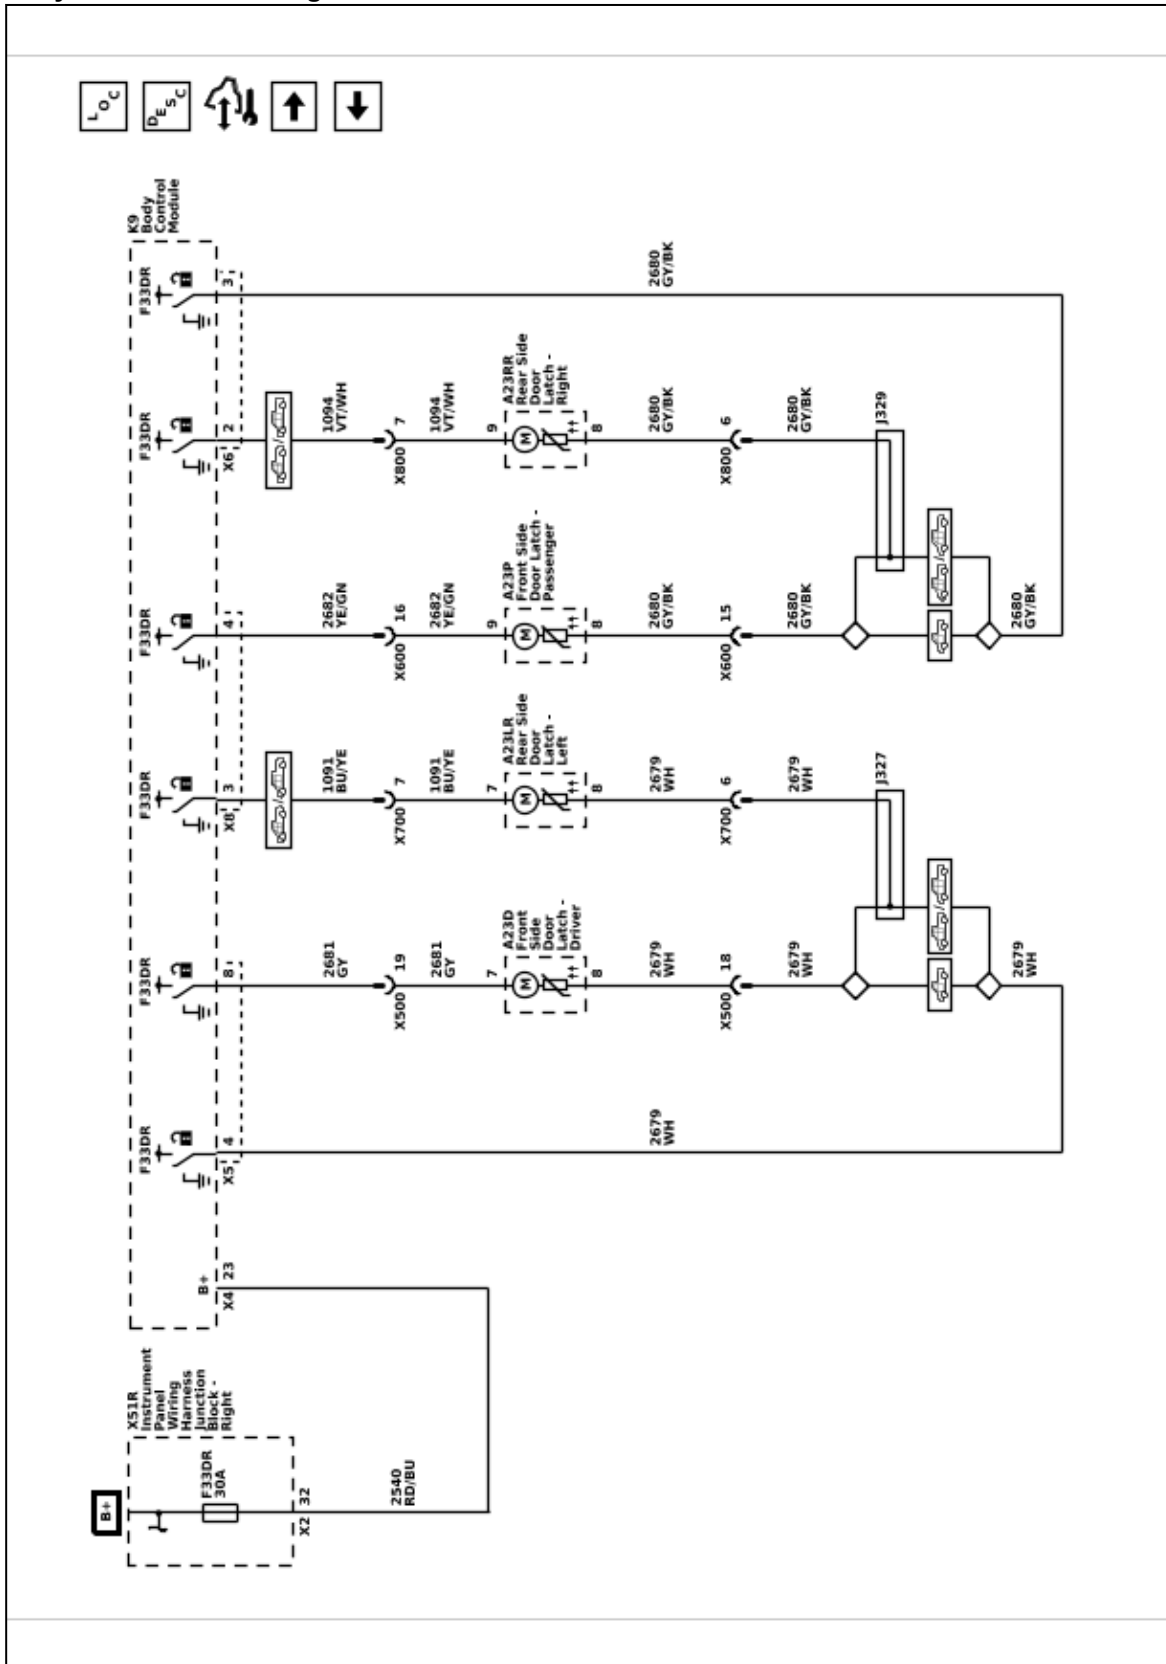 B+
X51R
Instrument
Panel
Wiring
Harness
Junction
Block -
Right
F33DR
30A
X2 32
2540
RD/BU
K9
Body
Control
Module
B+
X4 23
F33DR
X5 4
2679
WH
F33DR
8
2681
GY
X500 19
2681
GY
A23D
Front
Side
Door
Latch -
Driver
7
M
8
2679
WH
X500 18
2679
WH
2679
WH
F33DR
X8 3
1091
BU/YE
X700 7
1091
BU/YE
A23LR
Rear Side
Door
Latch -
Left
7
M
8
2679
WH
X700 6
2679
WH
J327
/
/
F33DR
4
2682
YE/GN
X600 16
2682
YE/GN
A23P
Front Side
Door Latch -
Passenger
9
M
8
2680
GY/BK
X600 15
2680
GY/BK
2680
GY/BK
F33DR
X6 2
1094
VT/WH
X800 7
1094
VT/WH
A23RR
Rear Side
Door
Latch -
Right
9
M
8
2680
GY/BK
X800 6
2680
GY/BK
J329
/
/
F33DR
3
2680
GY/BK
LOC
DESC